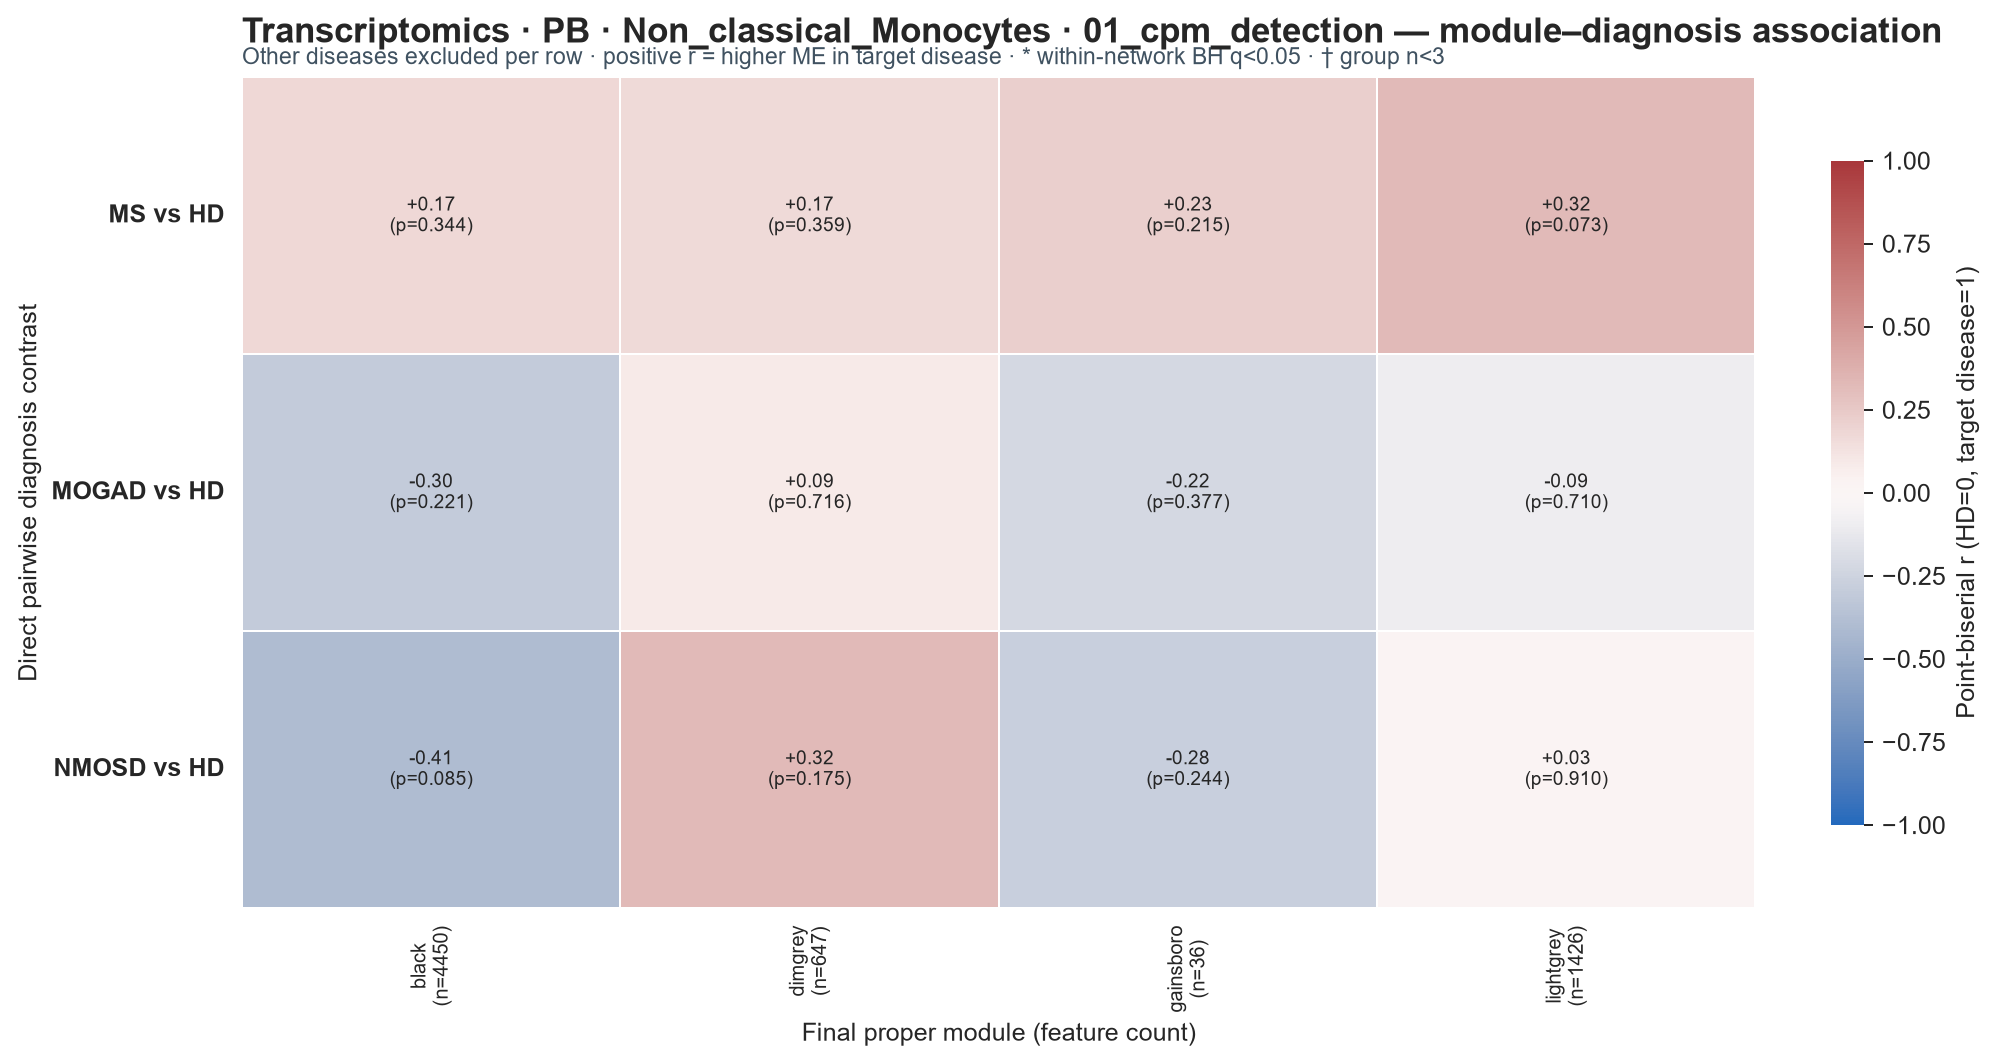 Transcriptomics · PB · Non_classical_Monocytes · 01_cpm_detection — module–diagnosis association
Other diseases excluded per row · positive r = higher ME in target disease · * within-network BH q<0.05 · † group n<3
Direct pairwise diagnosis contrast
MS vs HD
+0.17
(p=0.344)
+0.17
(p=0.359)
+0.23
(p=0.215)
+0.32
(p=0.073)
MOGAD vs HD
-0.30
(p=0.221)
+0.09
(p=0.716)
-0.22
(p=0.377)
-0.09
(p=0.710)
NMOSD vs HD
-0.41
(p=0.085)
+0.32
(p=0.175)
-0.28
(p=0.244)
+0.03
(p=0.910)
black
(n=4450)
dimgrey
(n=647)
gainsboro
(n=36)
lightgrey
(n=1426)
Final proper module (feature count)
1.00
0.75
0.50
0.25
0.00
−0.25
−0.50
−0.75
−1.00
Point-biserial r (HD=0, target disease=1)